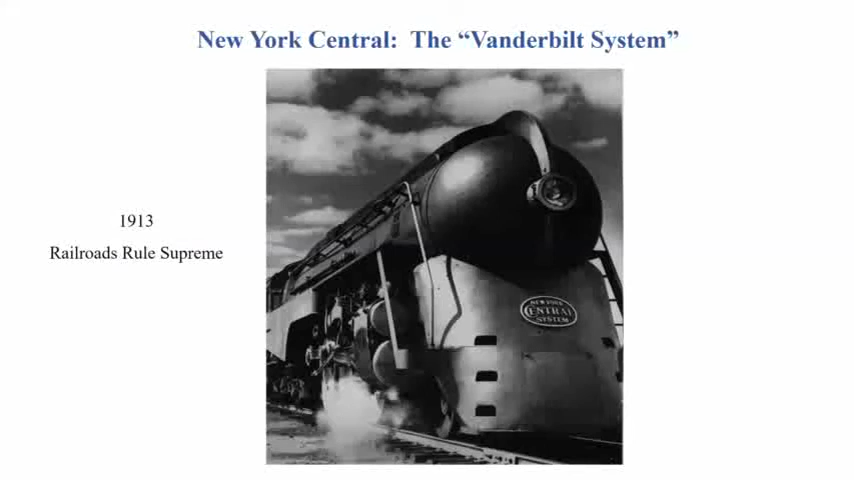 New York Central: The “Vanderbilt System”
1913
Railroads Rule Supreme
NEW YORK
CENTRAL
SYSTEM